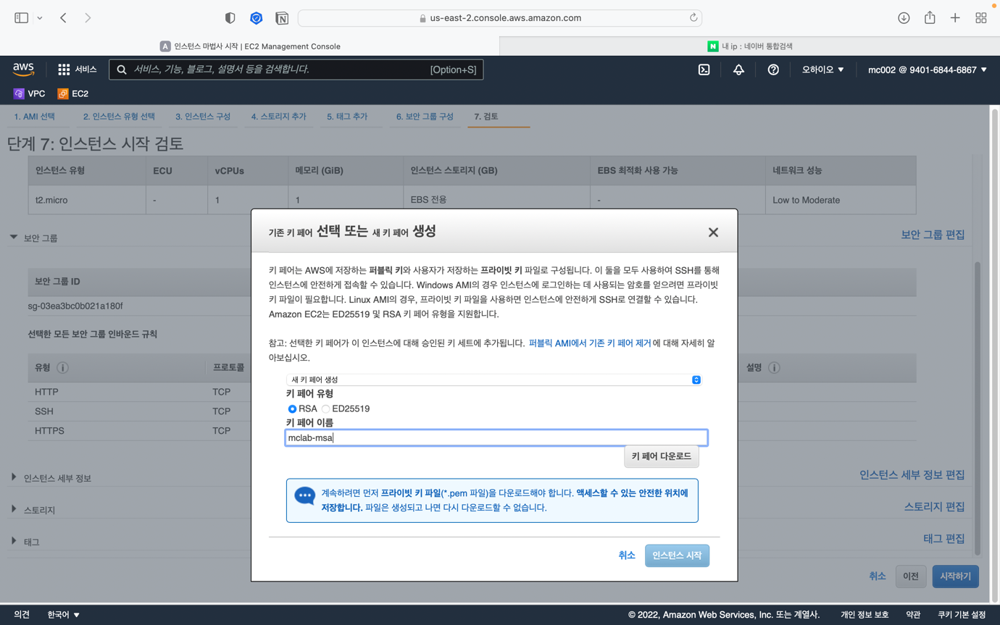 us-east-2.console.aws.amazon.com
A 인스턴스 마법사 시작 | EC2 Management Console
N 내 ip : 네이버 통합검색
aws 서비스 서비스, 기능, 블로그, 설명서 등을 검색합니다. [Option+S] 오하이오 mc002 @ 9401-6844-6867
VPC EC2
1. AMI 선택 2. 인스턴스 유형 선택 3. 인스턴스 구성 4. 스토리지 추가 5. 태그 추가 6. 보안 그룹 구성 7. 검토
단계 7: 인스턴스 시작 검토
인스턴스 유형 ECU vCPUs 메모리 (GiB) 인스턴스 스토리지 (GB) EBS 최적화 사용 가능 네트워크 성능
t2.micro - 1 1 EBS 전용 - Low to Moderate
보안 그룹 보안 그룹 편집
보안 그룹 ID
sg-03ea3bc0b021a180f
선택한 모든 보안 그룹 인바운드 규칙
유형 프로토콜 설명
HTTP TCP
SSH TCP
HTTPS TCP
인스턴스 세부 정보 인스턴스 세부 정보 편집
스토리지 스토리지 편집
태그 태그 편집
취소 이전 시작하기
기존 키 페어 선택 또는 새 키 페어 생성
키 페어는 AWS에 저장하는 퍼블릭 키와 사용자가 저장하는 프라이빗 키 파일로 구성됩니다. 이 둘을 모두 사용하여 SSH를 통해
인스턴스에 안전하게 접속할 수 있습니다. Windows AMI의 경우 인스턴스에 로그인하는 데 사용되는 암호를 얻으려면 프라이빗
키 파일이 필요합니다. Linux AMI의 경우, 프라이빗 키 파일을 사용하면 인스턴스에 안전하게 SSH로 연결할 수 있습니다.
Amazon EC2는 ED25519 및 RSA 키 페어 유형을 지원합니다.
참고: 선택한 키 페어가 이 인스턴스에 대해 승인된 키 세트에 추가됩니다. 퍼블릭 AMI에서 기존 키 페어 제거 에 대해 자세히 알
아보십시오.
새 키 페어 생성
키 페어 유형
RSA ED25519
키 페어 이름
mclab-msa
키 페어 다운로드
계속하려면 먼저 프라이빗 키 파일(*.pem 파일)을 다운로드해야 합니다. 액세스할 수 있는 안전한 위치에
저장합니다. 파일은 생성되고 나면 다시 다운로드할 수 없습니다.
취소 인스턴스 시작
의견 한국어 © 2022, Amazon Web Services, Inc. 또는 계열사. 개인 정보 보호 약관 쿠키 기본 설정